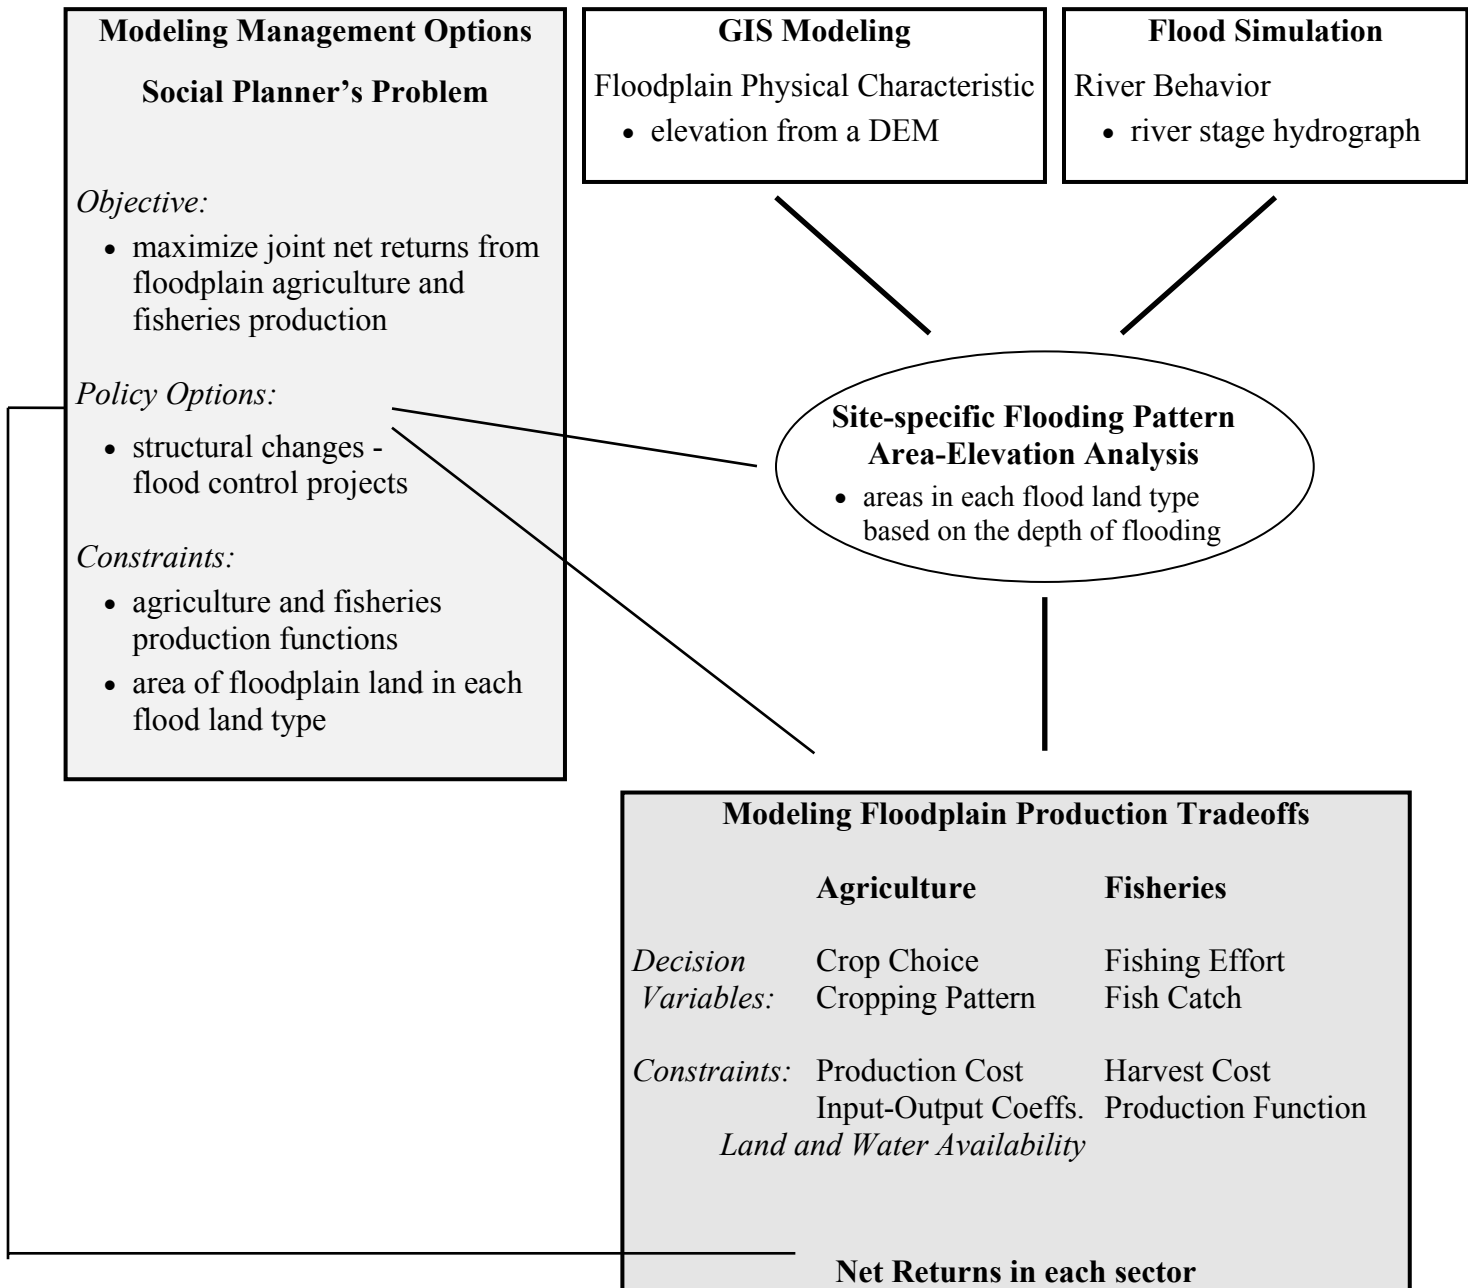 Modeling Management Options
Social Planner’s Problem
Objective:
• maximize joint net returns from
floodplain agriculture and
fisheries production
Policy Options:
• structural changes -
flood control projects
Constraints:
• agriculture and fisheries
production functions
• area of floodplain land in each
flood land type
GIS Modeling
Floodplain Physical Characteristic
• elevation from a DEM
Flood Simulation
River Behavior
• river stage hydrograph
Site-specific Flooding Pattern
Area-Elevation Analysis
• areas in each flood land type
based on the depth of flooding
Modeling Floodplain Production Tradeoffs
Agriculture Fisheries
Decision Crop Choice Fishing Effort
Variables: Cropping Pattern Fish Catch
Constraints: Production Cost Harvest Cost
Input-Output Coeffs. Production Function
Land and Water Availability
Net Returns in each sector